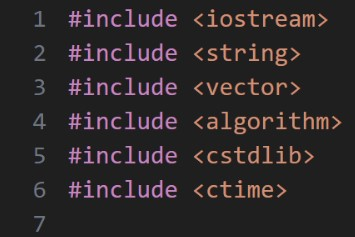 1 #include <iostream>
2 #include <string>
3 #include <vector>
4 #include <algorithm>
5 #include <cstdlib>
6 #include <ctime>
7